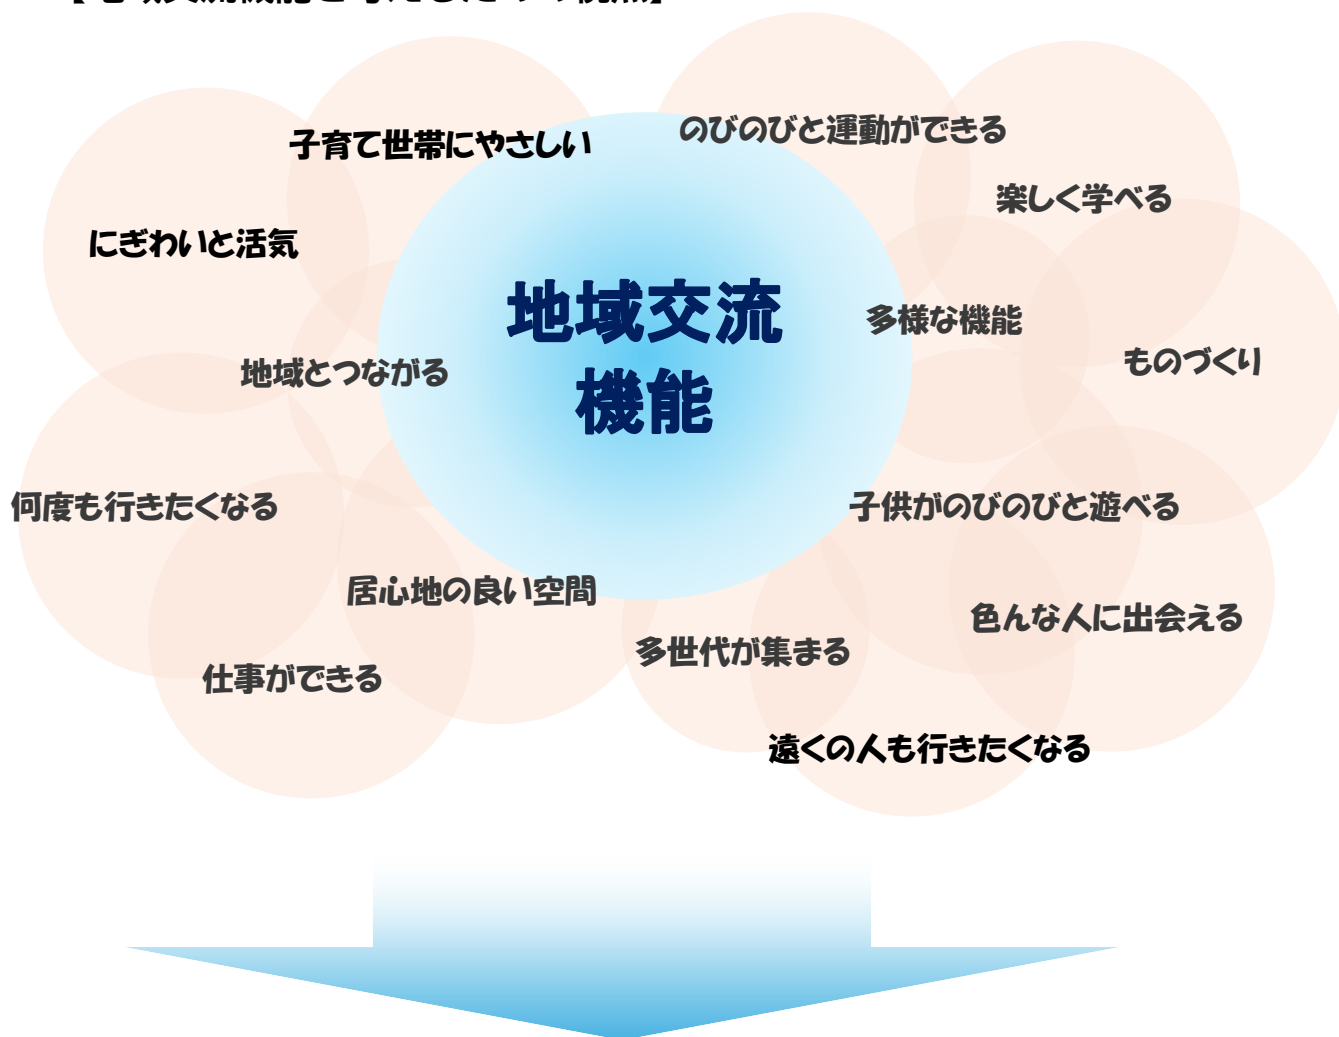 子育て世帯にやさしい
のびのびと運動ができる
楽しく学べる
にぎわいと活気
地域交流
機能
多様な機能
ものづくり
地域とつながる
何度も行きたくなる
子供がのびのびと遊べる
居心地の良い空間
色んな人に出会える
多世代が集まる
仕事ができる
遠くの人も行きたくなる